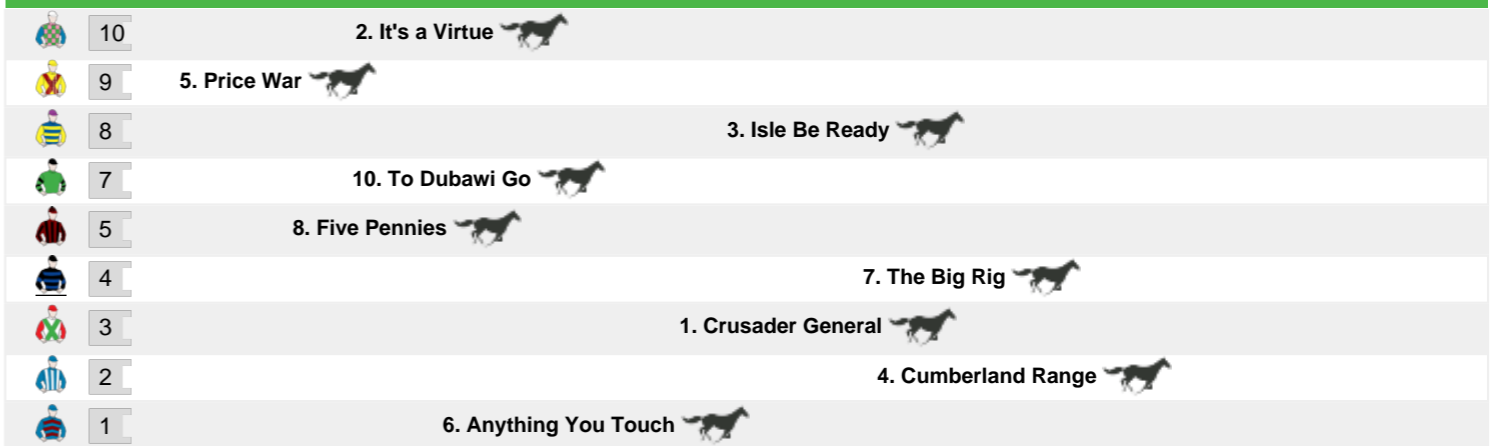 10 2. It's a Virtue
9 5. Price War
8 3. Isle Be Ready
7 10. To Dubawi Go
5 8. Five Pennies
4 7. The Big Rig
3 1. Crusader General
2 4. Cumberland Range
1 6. Anything You Touch